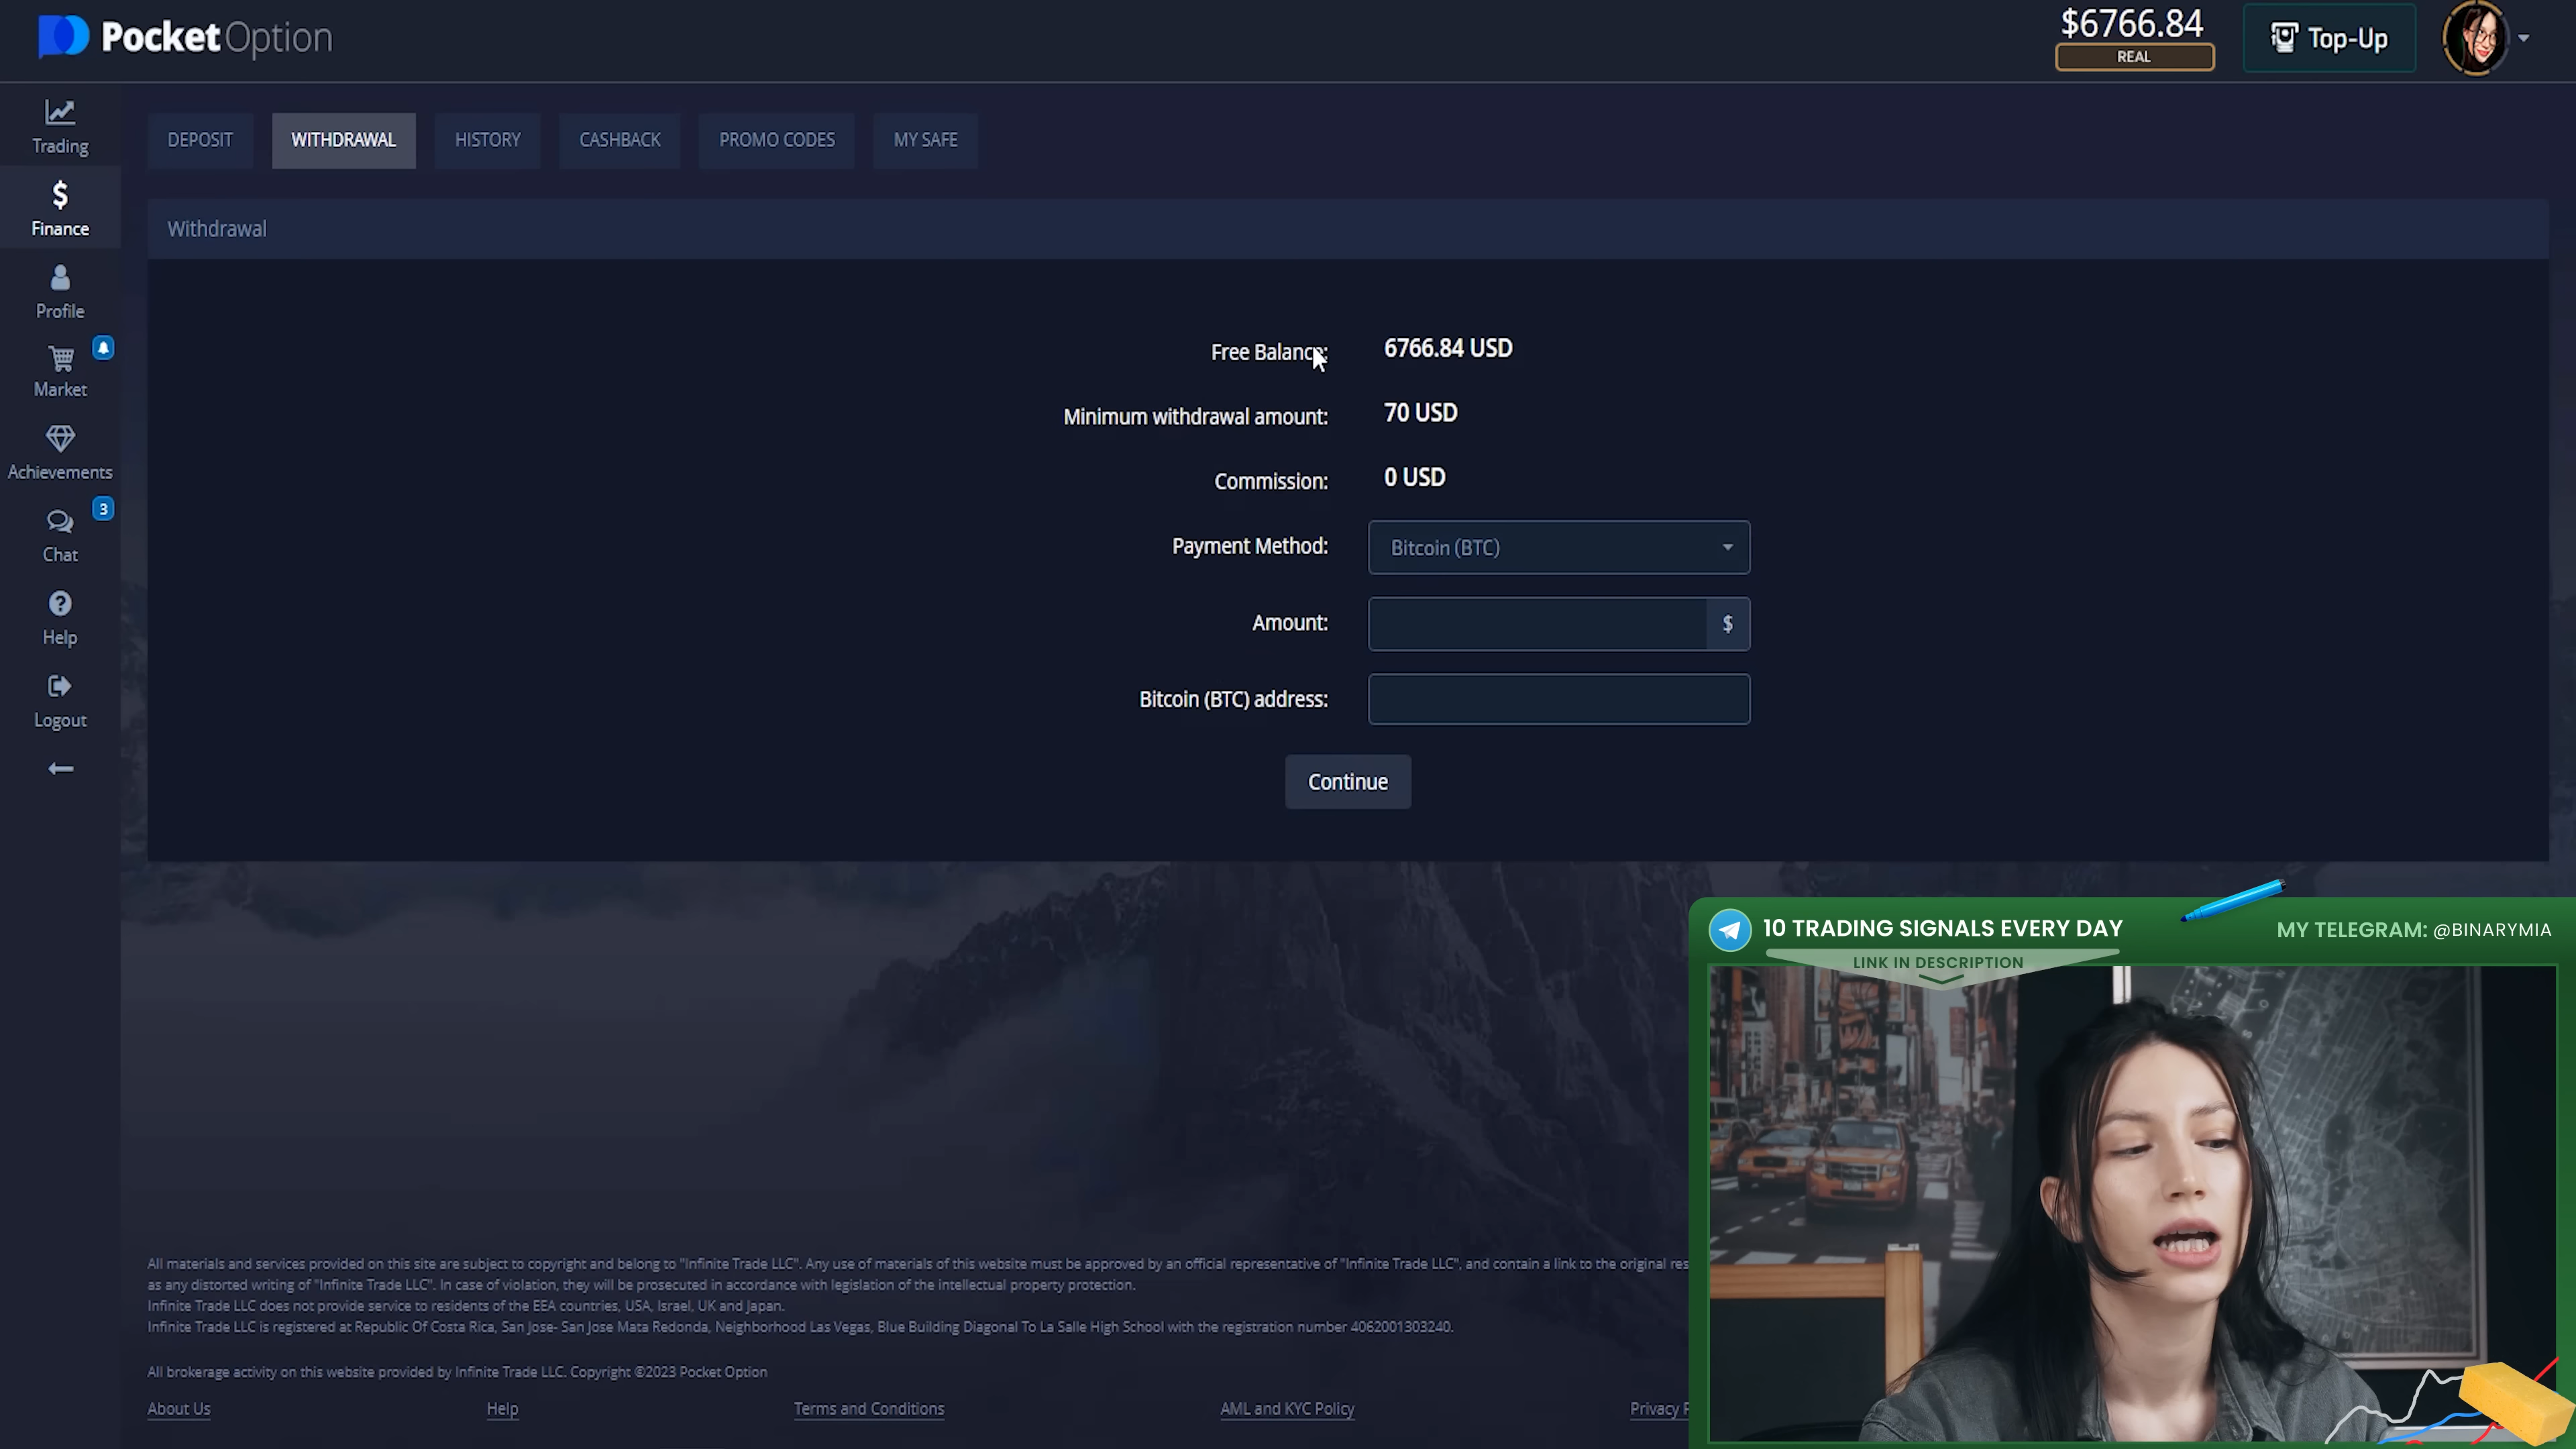 PocketOption
$6766.84
REAL
Top-Up
Trading
Finance
Profile
Market
Achievements
3
Chat
Help
Logout
DEPOSIT
WITHDRAWAL
HISTORY
CASHBACK
PROMO CODES
MY SAFE
Withdrawal
Free Balance: 6766.84 USD
Minimum withdrawal amount: 70 USD
Commission: 0 USD
Payment Method: Bitcoin (BTC)
Amount: $
Bitcoin (BTC) address:
Continue
10 TRADING SIGNALS EVERY DAY
MY TELEGRAM: @BINARYMIA
LINK IN DESCRIPTION
All materials and services provided on this site are subject to copyright and belong to "Infinite Trade LLC". Any use of materials of this website must be approved by an official representative of "Infinite Trade LLC", and contain a link to the original res
as any distorted writing of "Infinite Trade LLC". In case of violation, they will be prosecuted in accordance with legislation of the intellectual property protection.
Infinite Trade LLC does not provide service to residents of the EEA countries, USA, Israel, UK and Japan.
Infinite Trade LLC is registered at Republic Of Costa Rica, San Jose- San Jose Mata Redonda, Neighborhood Las Vegas, Blue Building Diagonal To La Salle High School with the registration number 4062001303240.
All brokerage activity on this website provided by Infinite Trade LLC. Copyright ©2023 Pocket Option
About Us
Help
Terms and Conditions
AML and KYC Policy
Privacy P